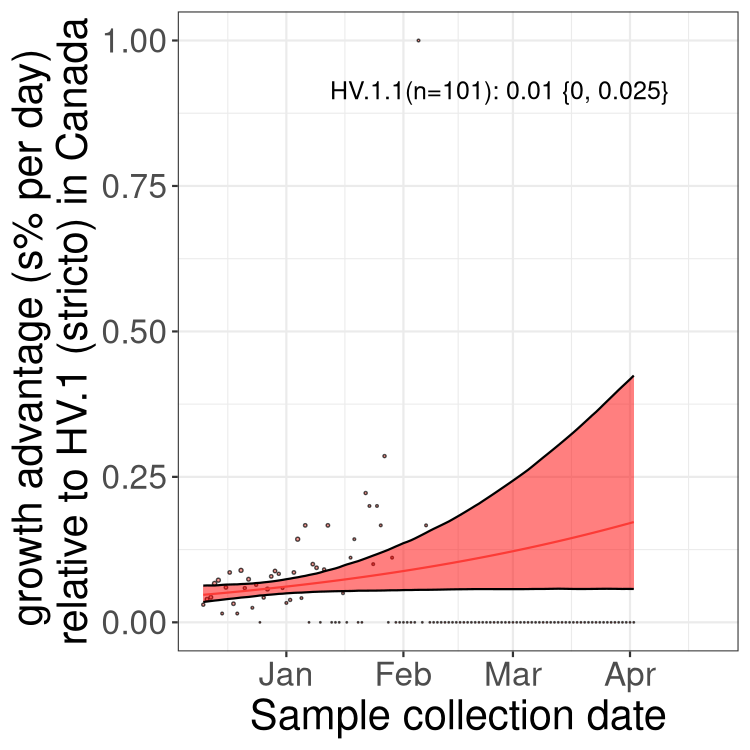 growth advantage (s% per day)
relative to HV.1 (stricto) in Canada
1.00
0.75
0.50
0.25
0.00
HV.1.1(n=101): 0.01 {0, 0.025}
Jan Feb Mar Apr
Sample collection date